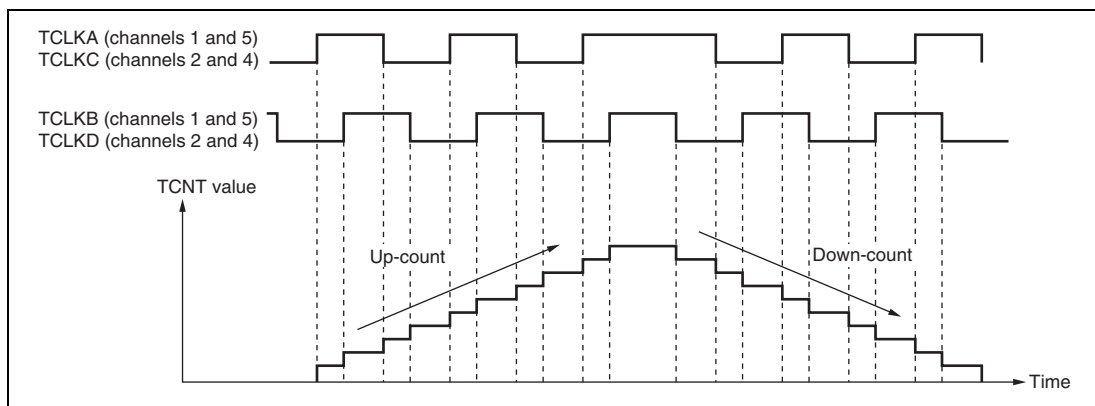 TCLKA (channels 1 and 5)
TCLKC (channels 2 and 4)
TCLKB (channels 1 and 5)
TCLKD (channels 2 and 4)
TCNT value
Up-count
Down-count
Time